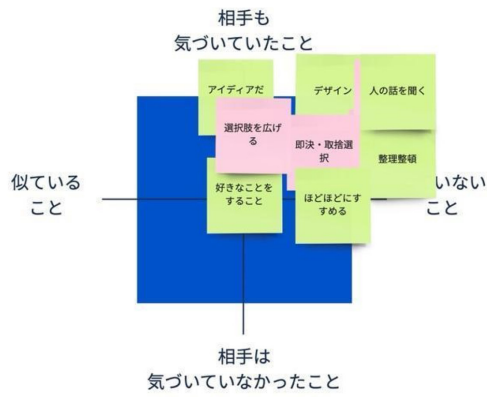 相手も
気づいていたこと
アイディアだ
デザイン
人の話を聞く
選択肢を広げ
る
即決・取捨選
択
整理整頓
似ている
こと
いない
こと
好きなことを
すること
ほどほどにす
すめる
相手は
気づいていなかったこと